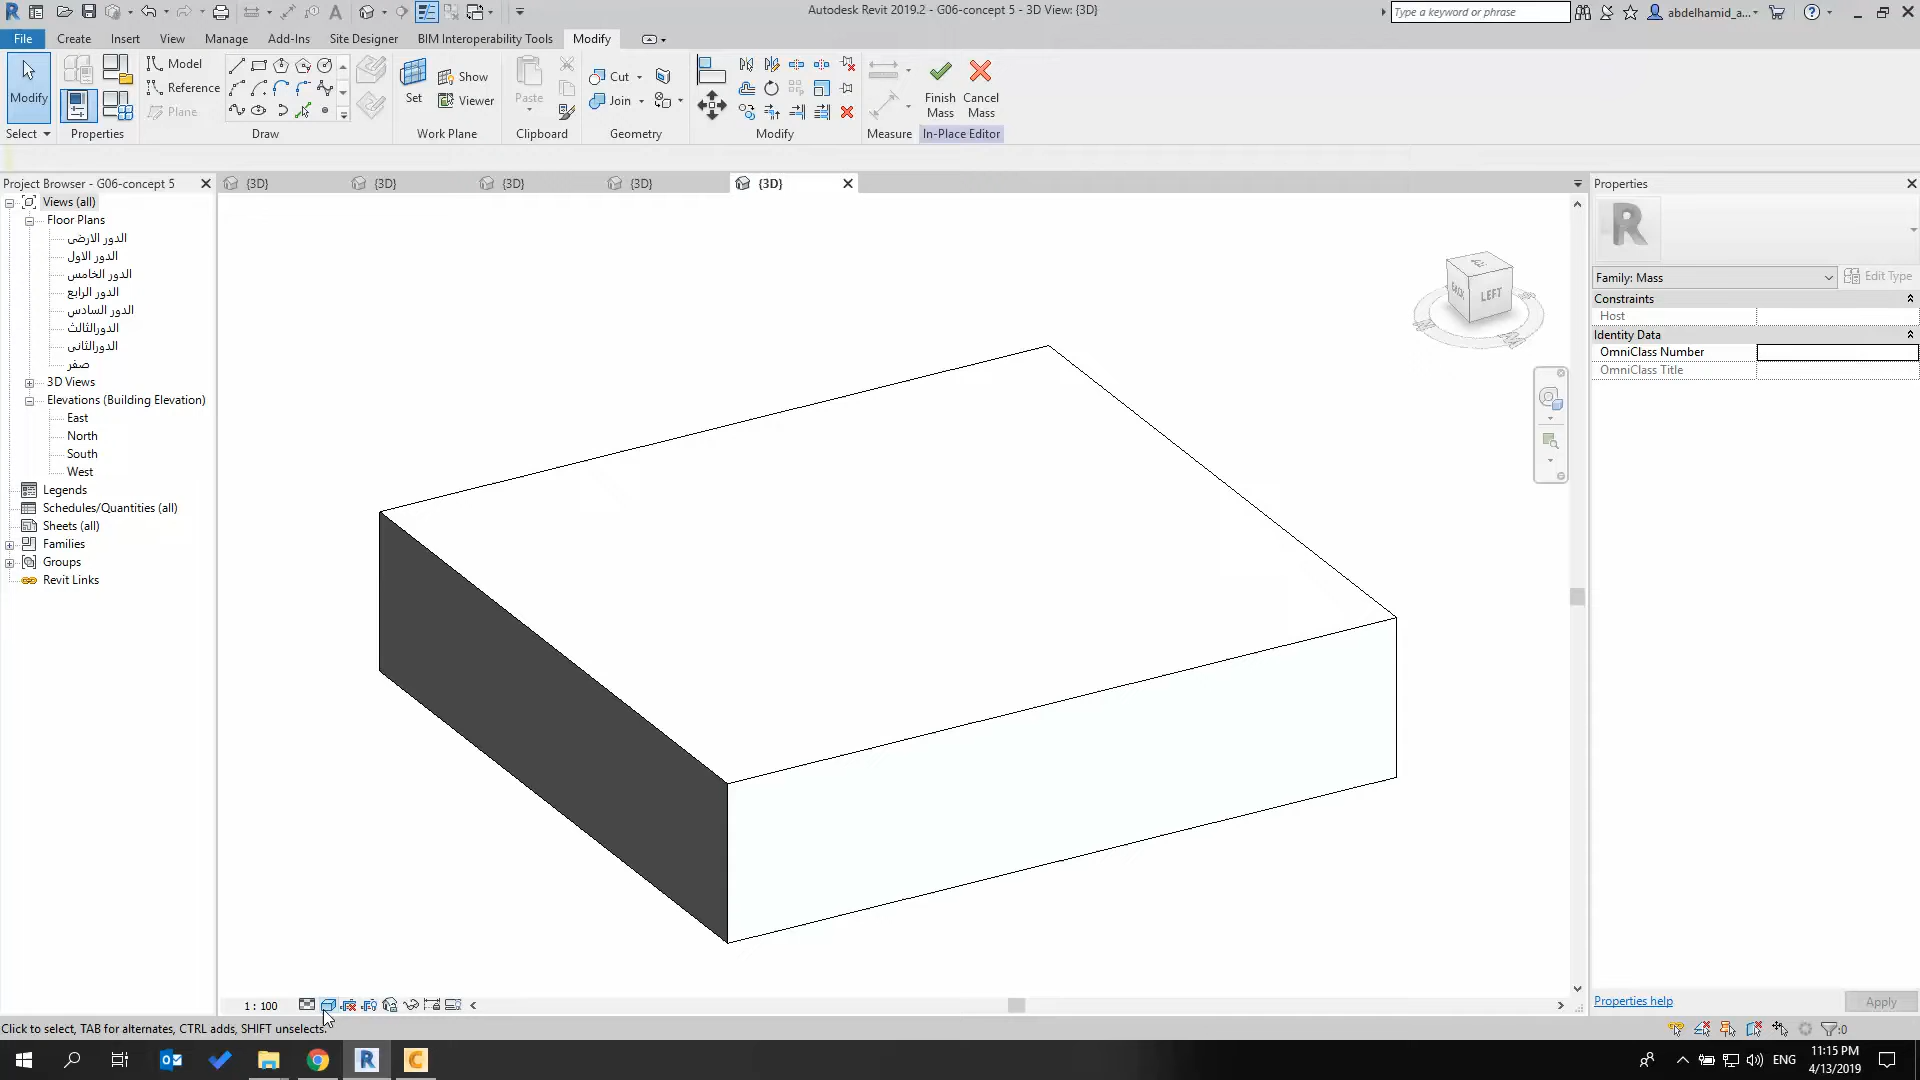 Autodesk Revit 2019.2 - G06-concept 5 - 3D View: {3D}
Type a keyword or phrase
abdelhamid_a...
File Create Insert View Manage Add-Ins Site Designer BIM Interoperability Tools Modify
Modify
Select
Properties
Model
Reference
Plane
Draw
Set
Show
Viewer
Work Plane
Paste
Clipboard
Cut
Join
Geometry
Modify
Measure
Finish Mass
Cancel Mass
In-Place Editor
Project Browser - G06-concept 5
{3D} {3D} {3D} {3D} {3D}
Views (all)
Floor Plans
الدور الارضى
الدور الاول
الدور الخامس
الدور الرابع
الدور السادس
الدورالثالث
الدورالثانى
صفر
3D Views
Elevations (Building Elevation)
East
North
South
West
Legends
Schedules/Quantities (all)
Sheets (all)
Families
Groups
Revit Links
BACK
LEFT
Properties
R
Family: Mass
Edit Type
Constraints
Host
Identity Data
OmniClass Number
OmniClass Title
Properties help
Apply
1 : 100
Click to select, TAB for alternates, CTRL adds, SHIFT unselects.
:0
ENG
11:15 PM
4/13/2019